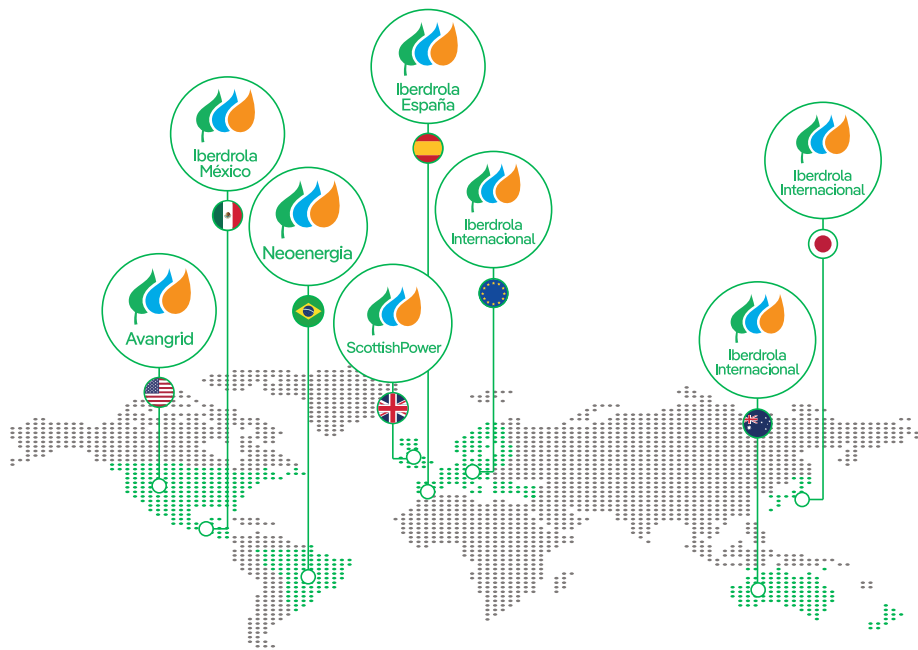 Iberdrola
España
Iberdrola
México
Iberdrola
Internacional
Neoenergia
Iberdrola
Internacional
Avangrid
ScottishPower
Iberdrola
Internacional